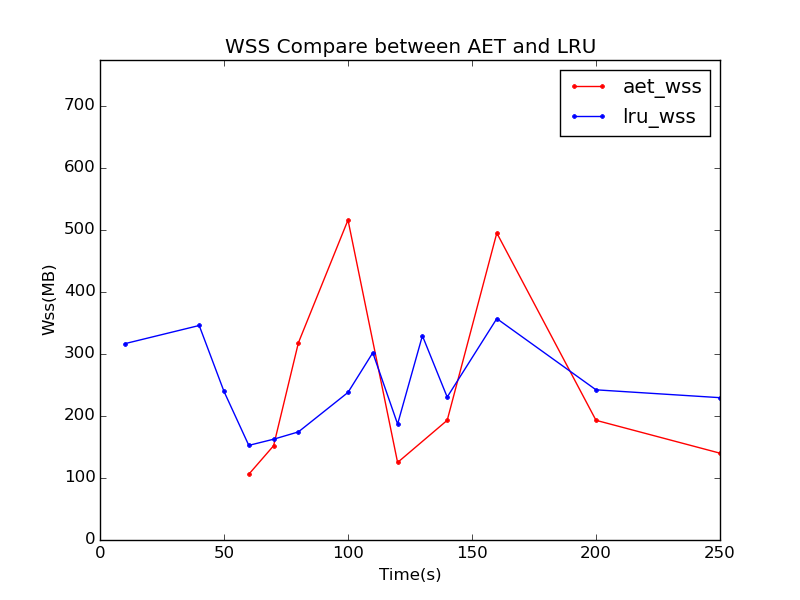 WSS Compare between AET and LRU
aet_wss
lru_wss
Wss(MB)
700
600
500
400
300
200
100
0
0 50 100 150 200 250
Time(s)